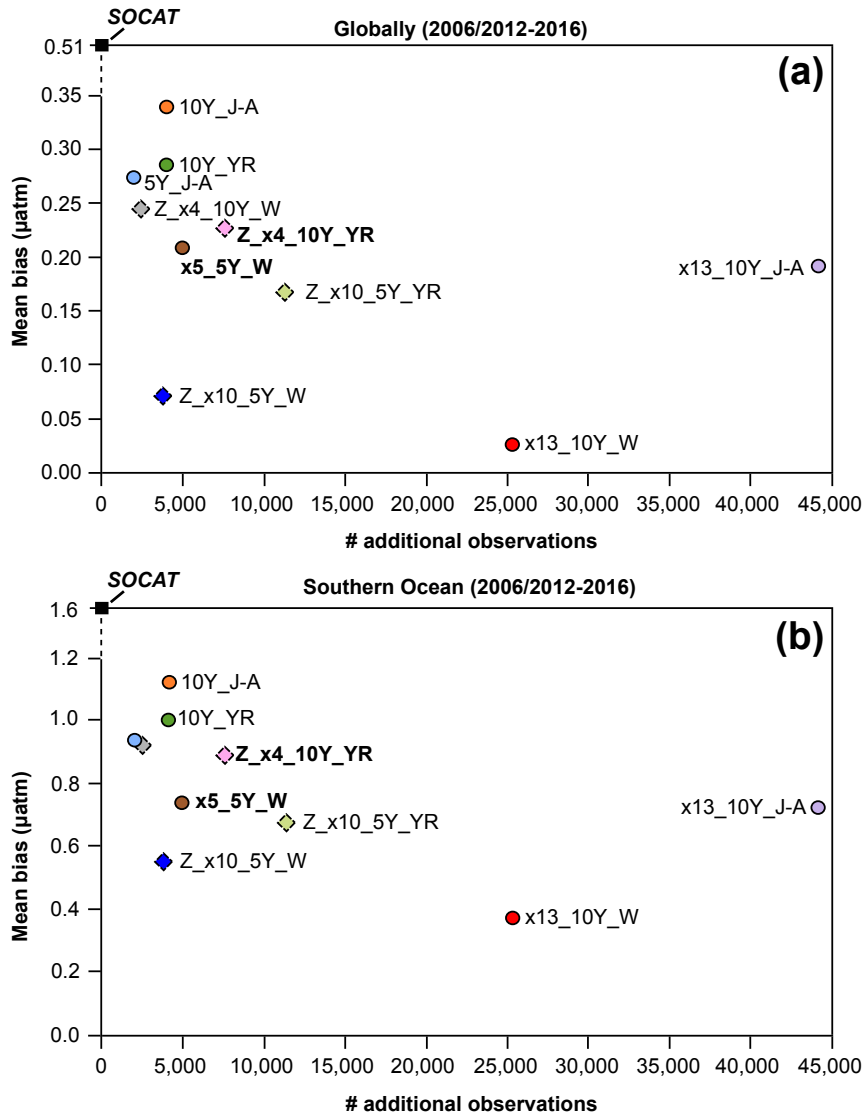 SOCAT
Globally (2006/2012-2016)
(a)
0.51
0.35
0.30
0.25
0.20
0.15
0.10
0.05
0.00
Mean bias (µatm)
10Y_J-A
10Y_YR
5Y_J-A
Z_x4_10Y_W
Z_x4_10Y_YR
x5_5Y_W
x13_10Y_J-A
Z_x10_5Y_YR
Z_x10_5Y_W
x13_10Y_W
0 5,000 10,000 15,000 20,000 25,000 30,000 35,000 40,000 45,000
# additional observations
SOCAT
Southern Ocean (2006/2012-2016)
(b)
1.6
1.2
1.0
0.8
0.6
0.4
0.2
0.0
Mean bias (µatm)
10Y_J-A
10Y_YR
Z_x4_10Y_YR
x5_5Y_W
x13_10Y_J-A
Z_x10_5Y_YR
Z_x10_5Y_W
x13_10Y_W
0 5,000 10,000 15,000 20,000 25,000 30,000 35,000 40,000 45,000
# additional observations